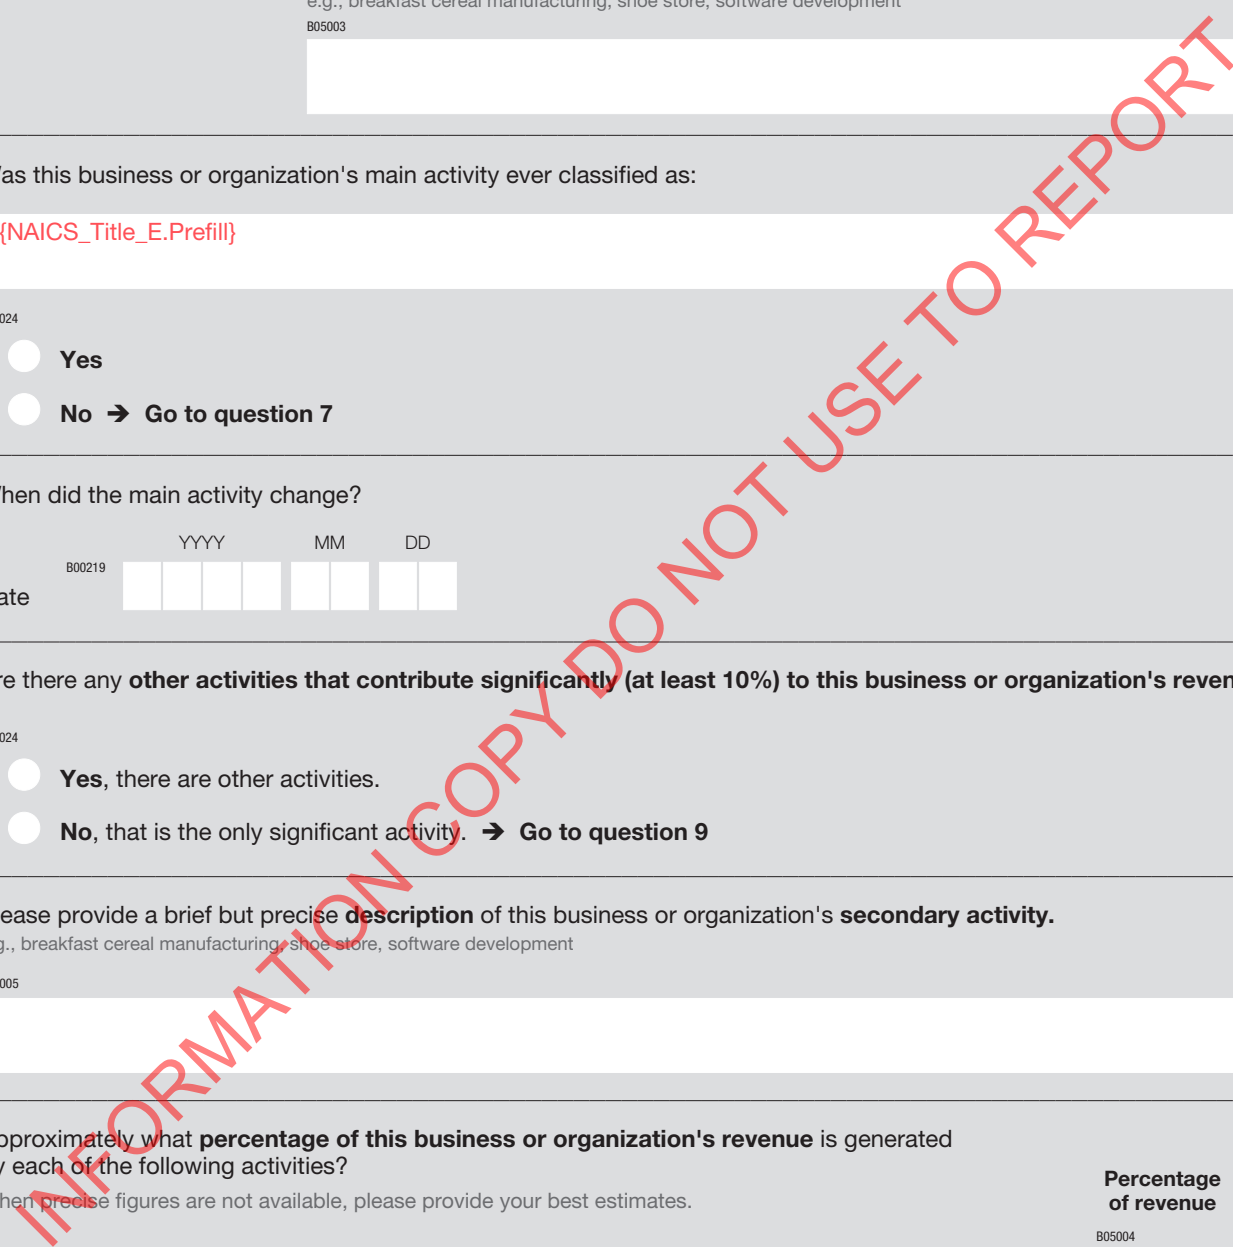 e.g., breakfast cereal manufacturing, shoe store, software development
B05003
as this business or organization's main activity ever classified as:
{NAICS_Title_E.Prefill}
024
Yes
No ➔ Go to question 7
hen did the main activity change?
YYYY MM DD
B00219
ate
re there any other activities that contribute significantly (at least 10%) to this business or organization's reven
024
Yes, there are other activities.
No, that is the only significant activity. ➔ Go to question 9
ease provide a brief but precise description of this business or organization's secondary activity.
g., breakfast cereal manufacturing, shoe store, software development
005
pproximately what percentage of this business or organization's revenue is generated
y each of the following activities?
hen precise figures are not available, please provide your best estimates.
Percentage
of revenue
B05004
INFORMATION COPY DO NOT USE TO REPORT